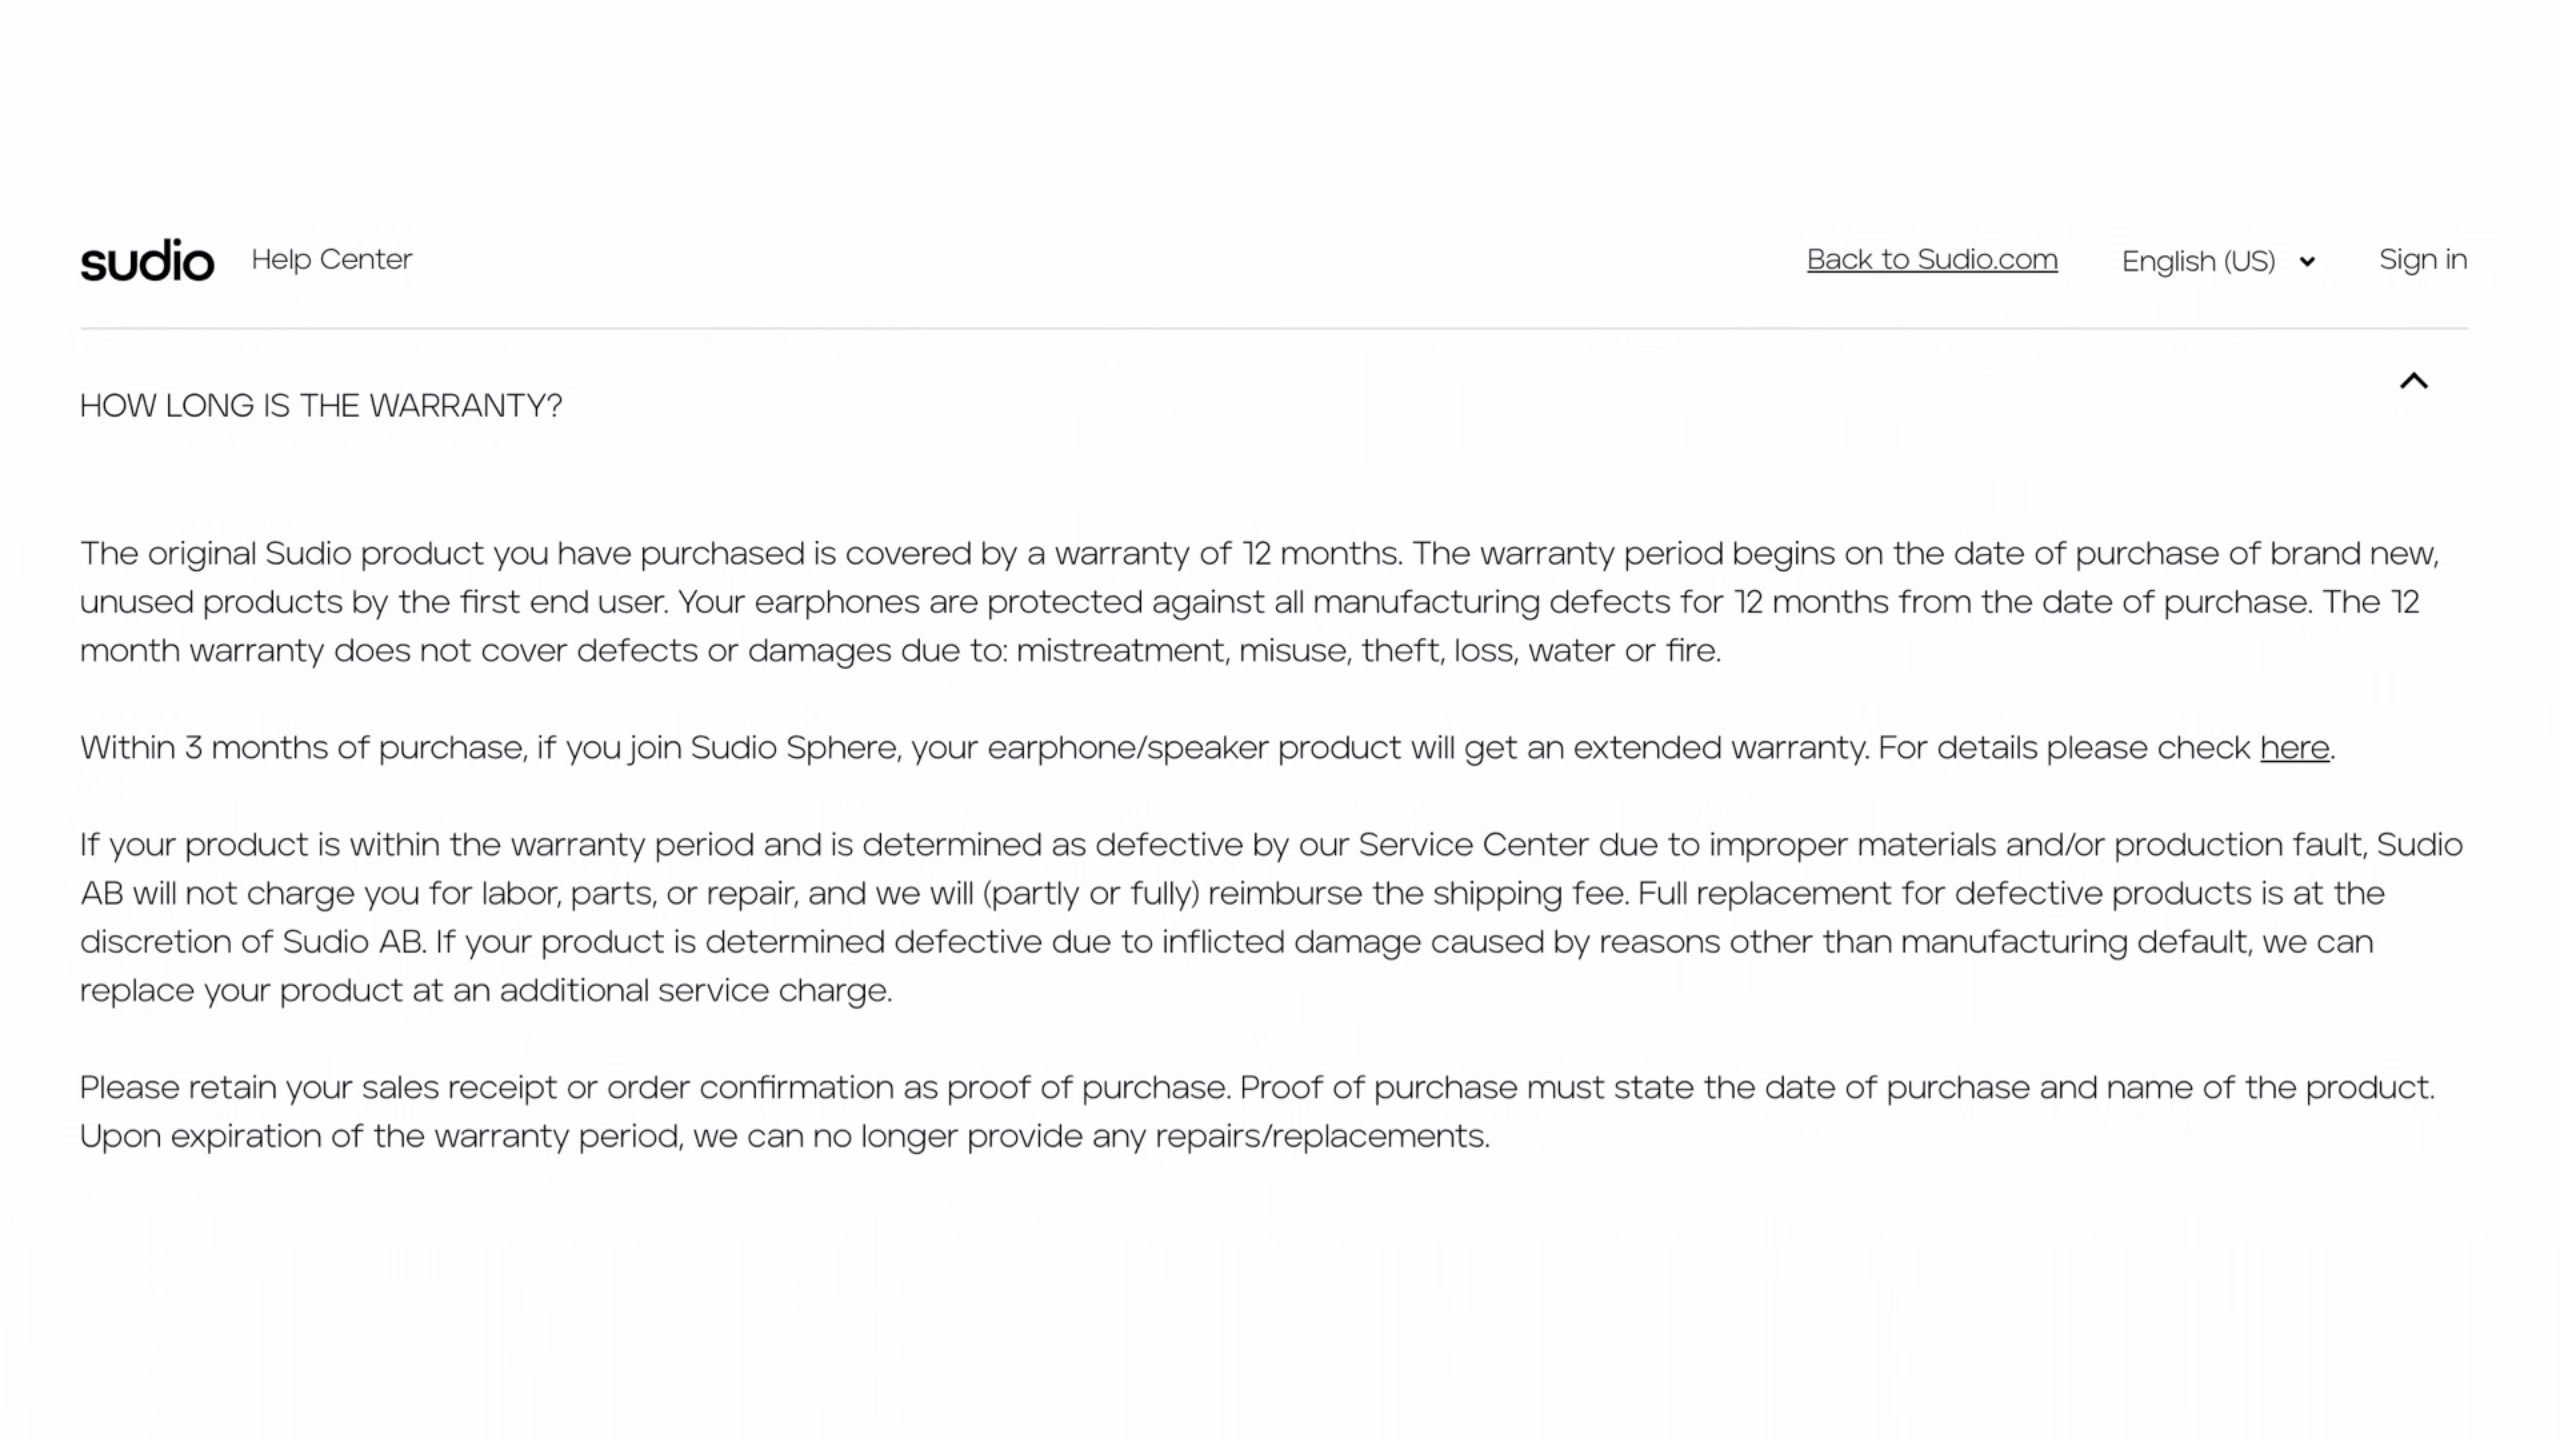 sudio Help Center Back to Sudio.com English (US) Sign in
HOW LONG IS THE WARRANTY?
The original Sudio product you have purchased is covered by a warranty of 12 months. The warranty period begins on the date of purchase of brand new,
unused products by the first end user. Your earphones are protected against all manufacturing defects for 12 months from the date of purchase. The 12
month warranty does not cover defects or damages due to: mistreatment, misuse, theft, loss, water or fire.
Within 3 months of purchase, if you join Sudio Sphere, your earphone/speaker product will get an extended warranty. For details please check here.
If your product is within the warranty period and is determined as defective by our Service Center due to improper materials and/or production fault, Sudio
AB will not charge you for labor, parts, or repair, and we will (partly or fully) reimburse the shipping fee. Full replacement for defective products is at the
discretion of Sudio AB. If your product is determined defective due to inflicted damage caused by reasons other than manufacturing default, we can
replace your product at an additional service charge.
Please retain your sales receipt or order confirmation as proof of purchase. Proof of purchase must state the date of purchase and name of the product.
Upon expiration of the warranty period, we can no longer provide any repairs/replacements.